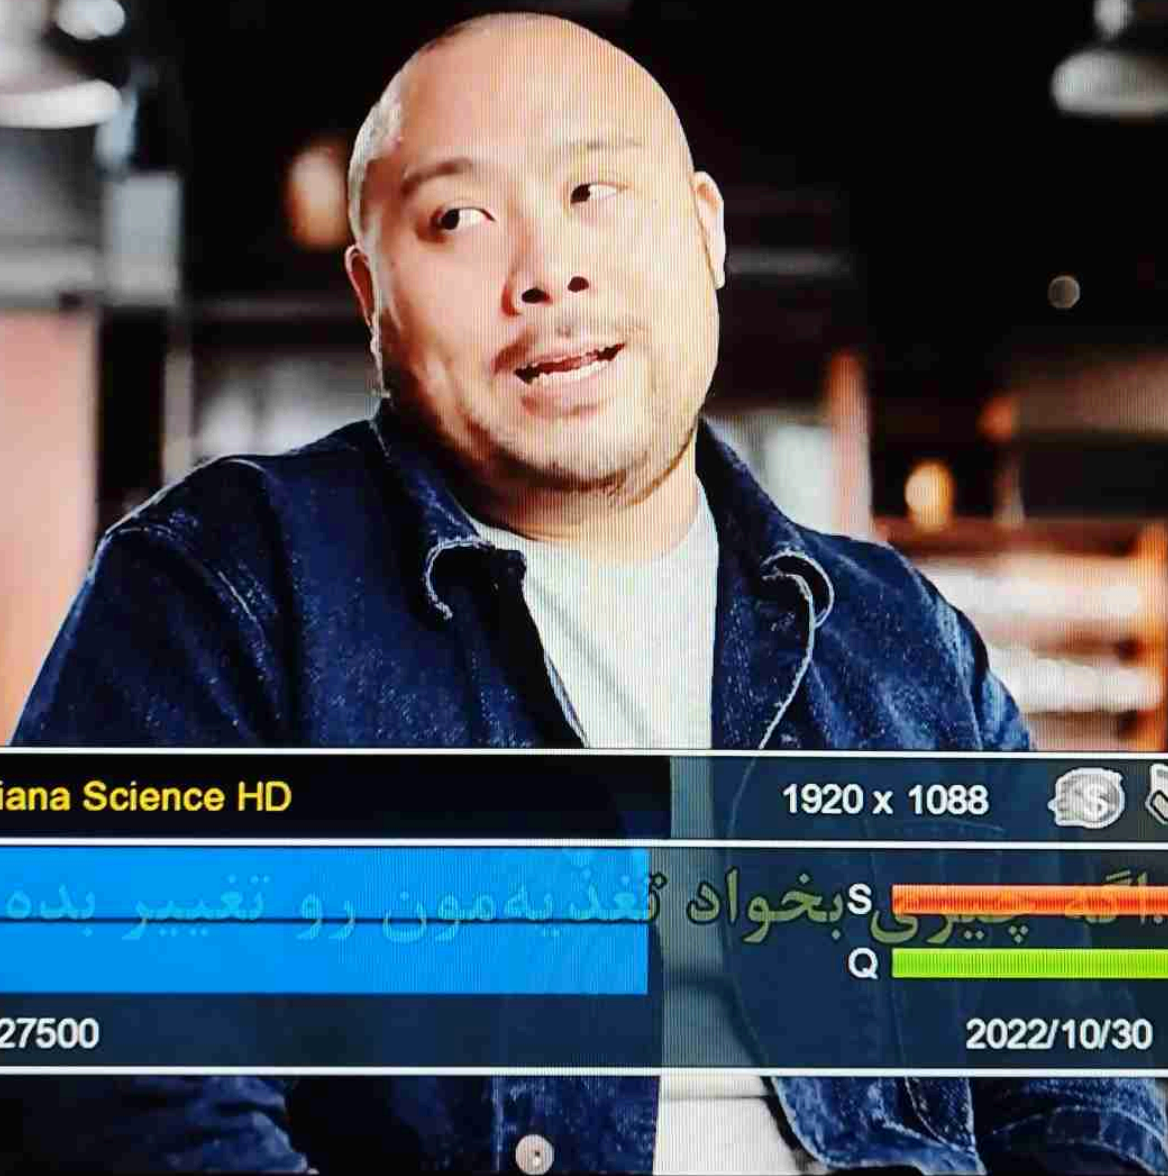 iana Science HD
1920 x 1088
$
اگه چیزی بخواد تغذیه‌مون رو تغییر بده
S
Q
27500
2022/10/30